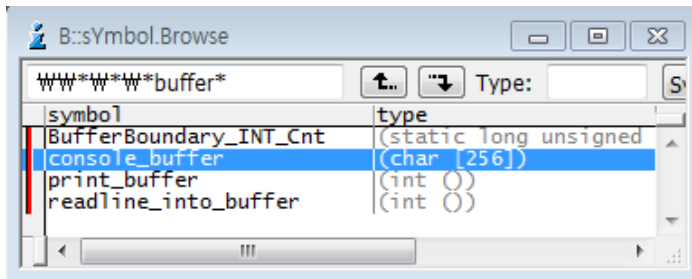 B::sYmbol.Browse
₩₩*₩*₩*buffer* t.. Type:
symbol type
BufferBoundary_INT_Cnt (static long unsigned
console_buffer (char [256])
print_buffer (int ())
readline_into_buffer (int ())